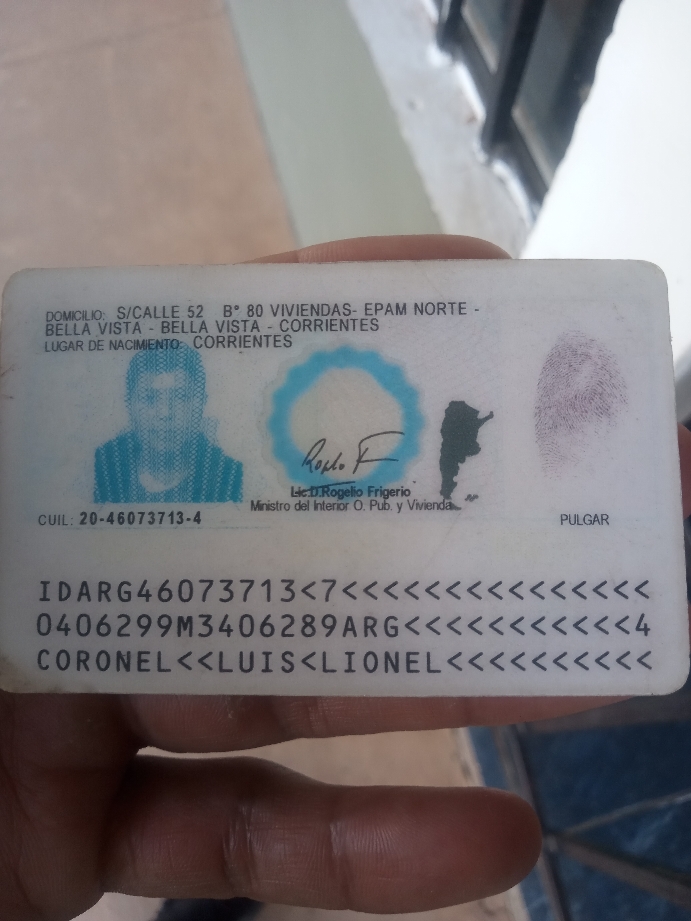 DOMICILIO: S/CALLE 52 B° 80 VIVIENDAS- EPAM NORTE -
BELLA VISTA - BELLA VISTA - CORRIENTES
LUGAR DE NACIMIENTO: CORRIENTES
Lic.D.Rogelio Frigerio
Ministro del Interior O. Pub. y Vivienda
CUIL: 20-46073713-4
PULGAR
IDARG46073713<7<<<<<<<<<<<<<<<
0406299M3406289ARG<<<<<<<<<<<4
CORONEL<<LUIS<LIONEL<<<<<<<<<<